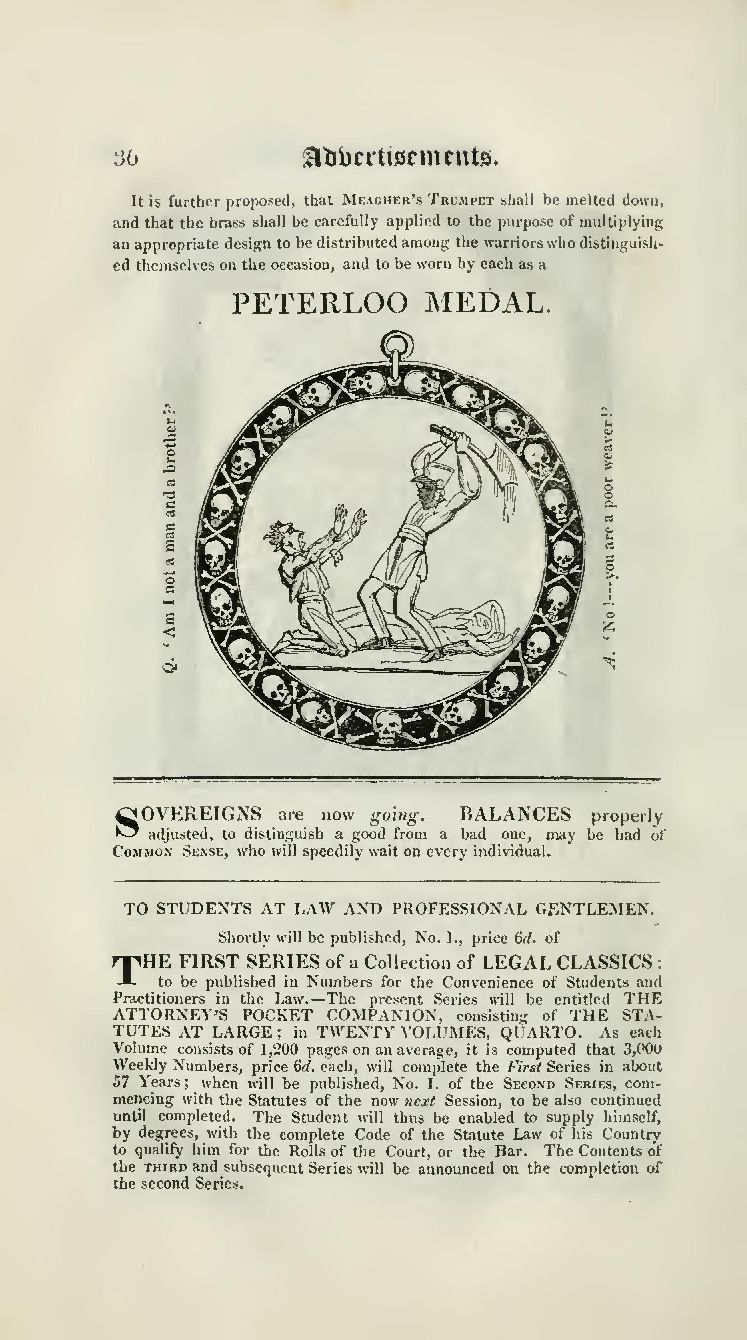 36 Advertisements.
It is further proposed, that MEAGHER'S TRUMPET shall be melted down,
and that the brass shall be carefully applied to the purpose of multiplying
an appropriate design to be distributed among the warriors who distinguish-
ed themselves on the occasion, and to be worn by each as a
PETERLOO MEDAL.
Q. 'Am I not a man and a brother?'
A. 'No!---you are a poor weaver!'
SOVEREIGNS are now going. BALANCES properly
adjusted, to distinguish a good from a bad one, may be had of
COMMON SENSE, who will speedily wait on every individual.
TO STUDENTS AT LAW AND PROFESSIONAL GENTLEMEN.
Shortly will be published, No. 1., price 6d. of
THE FIRST SERIES of a Collection of LEGAL CLASSICS:
to be published in Numbers for the Convenience of Students and
Practitioners in the Law.—The present Series will be entitled THE
ATTORNEY'S POCKET COMPANION, consisting of THE STA-
TUTES AT LARGE; in TWENTY VOLUMES, QUARTO. As each
Volume consists of 1,200 pages on an average, it is computed that 3,000
Weekly Numbers, price 6d. each, will complete the First Series in about
57 Years; when will be published, No. I. of the SECOND SERIES, com-
mencing with the Statutes of the now next Session, to be also continued
until completed. The Student will thus be enabled to supply himself,
by degrees, with the complete Code of the Statute Law of his Country
to qualify him for the Rolls of the Court, or the Bar. The Contents of
the THIRD and subsequent Series will be announced on the completion of
the second Series.